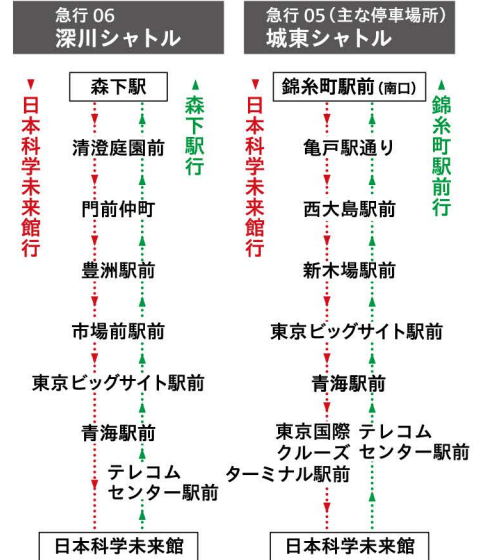 急行 06
深川シャトル
▼日本科学未来館行
▲森下駅行
森下駅
清澄庭園前
門前仲町
豊洲駅前
市場前駅前
東京ビッグサイト駅前
青海駅前
テレコム
センター駅前
日本科学未来館
急行 05（主な停車場所）
城東シャトル
▼日本科学未来館行
▲錦糸町駅前行
錦糸町駅前（南口）
亀戸駅通り
西大島駅前
新木場駅前
東京ビッグサイト駅前
青海駅前
東京国際
クルーズ
ターミナル駅前
テレコム
センター駅前
日本科学未来館